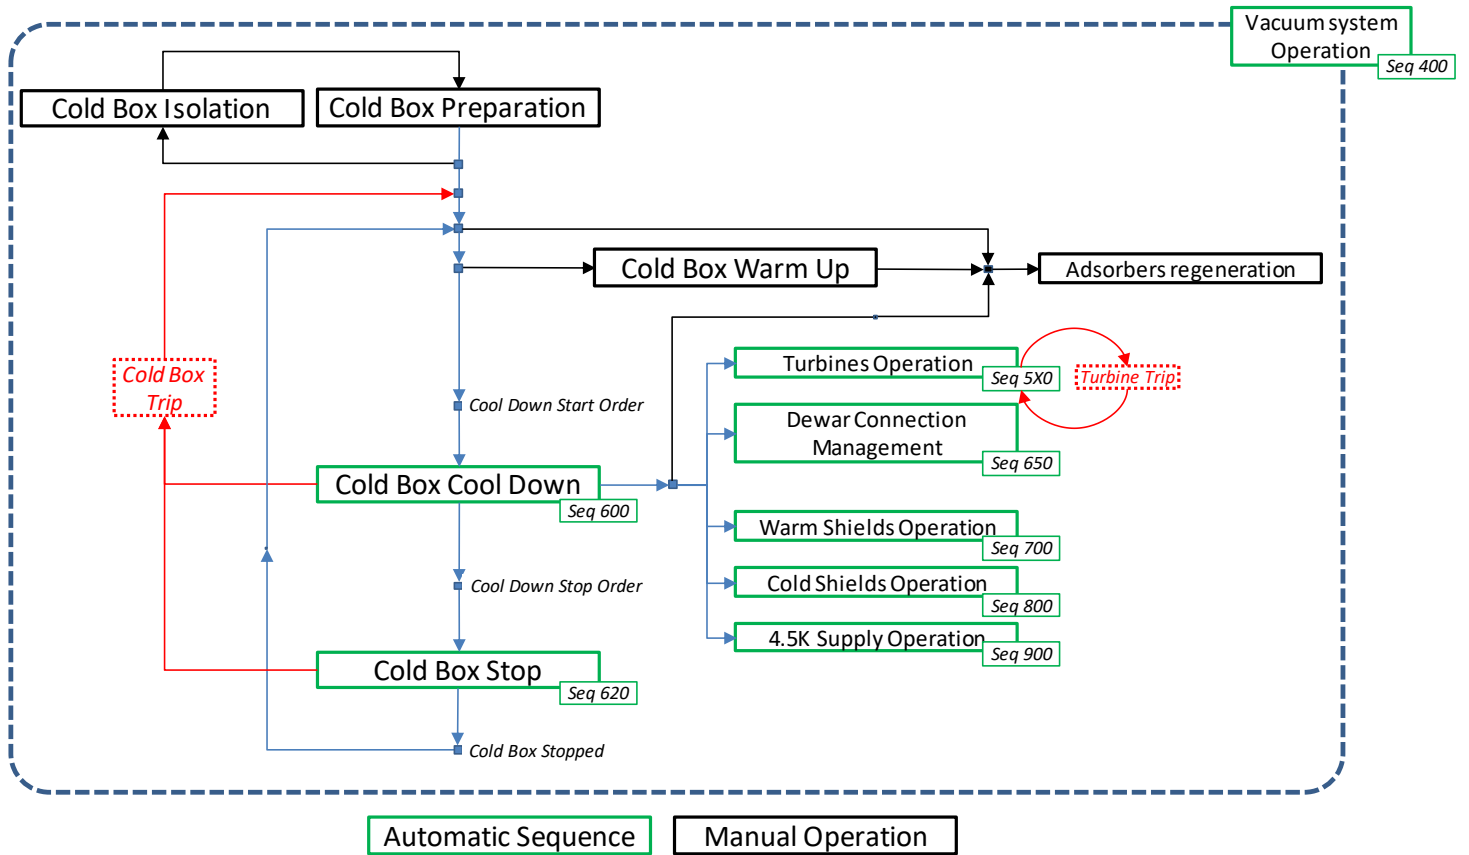 Vacuum system
Operation
Seq 400
Cold Box Isolation
Cold Box Preparation
Cold Box Warm Up
Adsorbers regeneration
Cold Box
Trip
Turbines Operation
Seq 5X0
Turbine Trip
Cool Down Start Order
Dewar Connection
Management
Seq 650
Cold Box Cool Down
Seq 600
Warm Shields Operation
Seq 700
Cool Down Stop Order
Cold Shields Operation
Seq 800
4.5K Supply Operation
Seq 900
Cold Box Stop
Seq 620
Cold Box Stopped
Automatic Sequence
Manual Operation